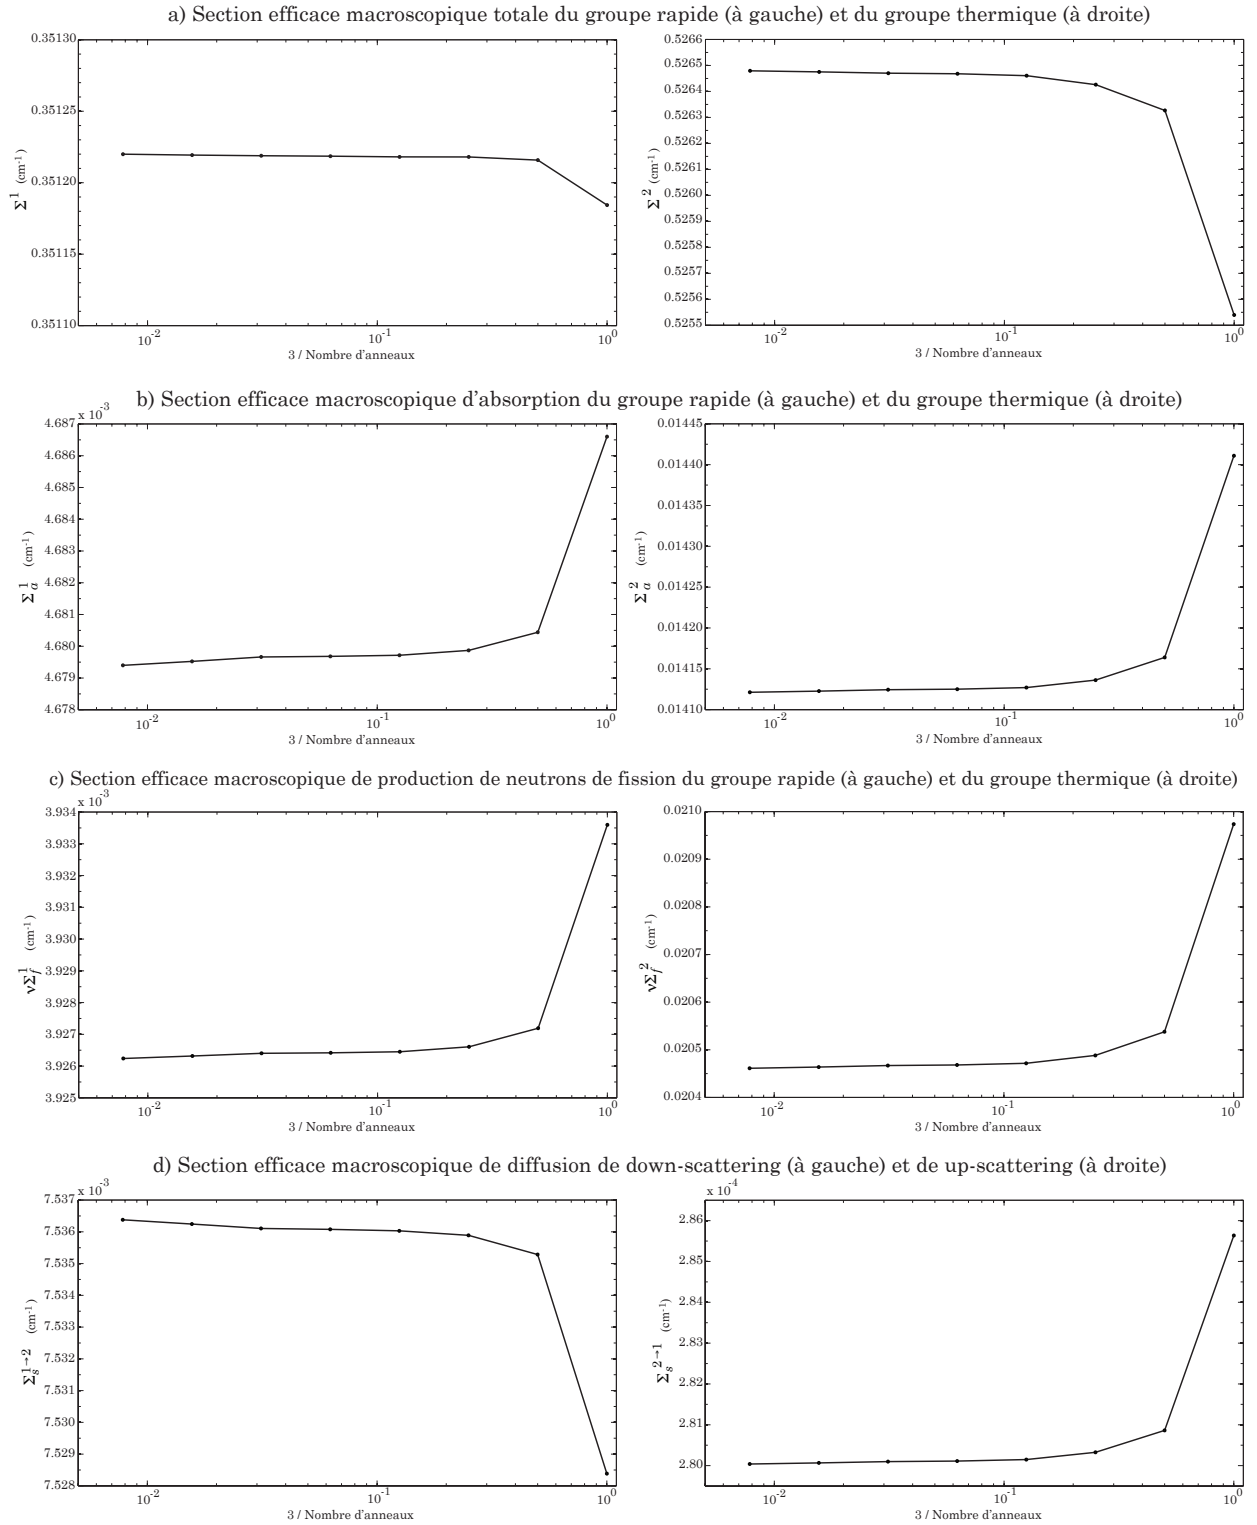 a) Section efficace macroscopique totale du groupe rapide (à gauche) et du groupe thermique (à droite)
0.35130
0.35125
0.35120
0.35115
0.35110
Σ¹ (cm⁻¹)
10⁻² 10⁻¹ 10⁰
3 / Nombre d'anneaux
0.5266
0.5265
0.5264
0.5263
0.5262
0.5261
0.5260
0.5259
0.5258
0.5257
0.5256
0.5255
Σ² (cm⁻¹)
10⁻² 10⁻¹ 10⁰
3 / Nombre d'anneaux
b) Section efficace macroscopique d'absorption du groupe rapide (à gauche) et du groupe thermique (à droite)
x 10⁻³
4.687
4.686
4.685
4.684
4.683
4.682
4.681
4.680
4.679
4.678
Σₐ¹ (cm⁻¹)
10⁻² 10⁻¹ 10⁰
3 / Nombre d'anneaux
0.01445
0.01440
0.01435
0.01430
0.01425
0.01420
0.01415
0.01410
Σₐ² (cm⁻¹)
10⁻² 10⁻¹ 10⁰
3 / Nombre d'anneaux
c) Section efficace macroscopique de production de neutrons de fission du groupe rapide (à gauche) et du groupe thermique (à droite)
x 10⁻³
3.934
3.933
3.932
3.931
3.930
3.929
3.928
3.927
3.926
3.925
νΣ_f¹ (cm⁻¹)
10⁻² 10⁻¹ 10⁰
3 / Nombre d'anneaux
0.0210
0.0209
0.0208
0.0207
0.0206
0.0205
0.0204
νΣ_f² (cm⁻¹)
10⁻² 10⁻¹ 10⁰
3 / Nombre d'anneaux
d) Section efficace macroscopique de diffusion de down-scattering (à gauche) et de up-scattering (à droite)
x 10⁻³
7.537
7.536
7.535
7.534
7.533
7.532
7.531
7.530
7.529
7.528
Σₛ¹→² (cm⁻¹)
10⁻² 10⁻¹ 10⁰
3 / Nombre d'anneaux
x 10⁻⁴
2.86
2.85
2.84
2.83
2.82
2.81
2.80
Σₛ²→¹ (cm⁻¹)
10⁻² 10⁻¹ 10⁰
3 / Nombre d'anneaux